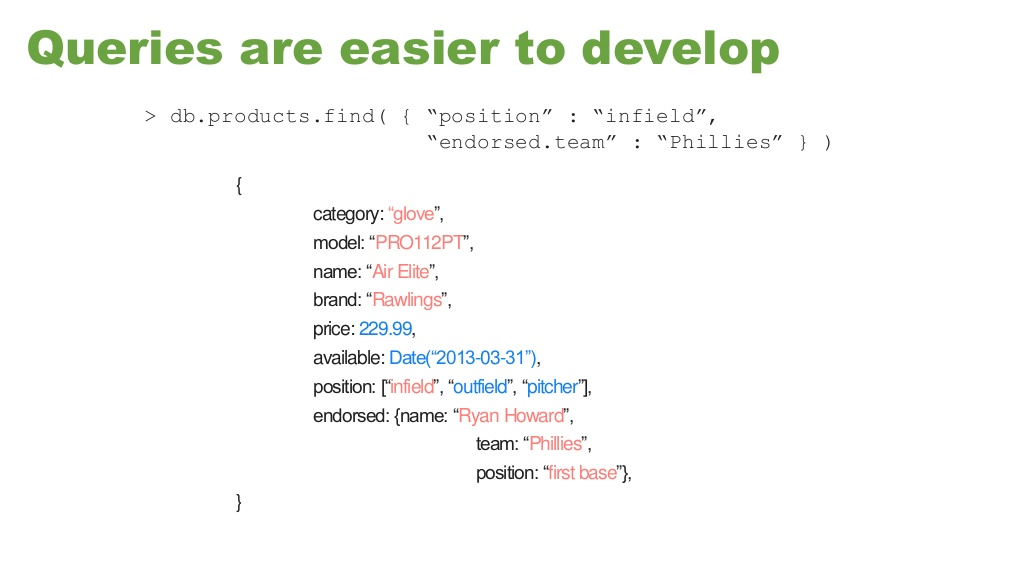 Queries are easier to develop
> db.products.find( { “position” : “infield”,
“endorsed.team” : “Phillies” } )
{
category: “glove”,
model: “PRO112PT”,
name: “Air Elite”,
brand: “Rawlings”,
price: 229.99,
available: Date(“2013-03-31”),
position: [“infield”, “outfield”, “pitcher”],
endorsed: {name: “Ryan Howard”,
team: “Phillies”,
position: “first base”},
}